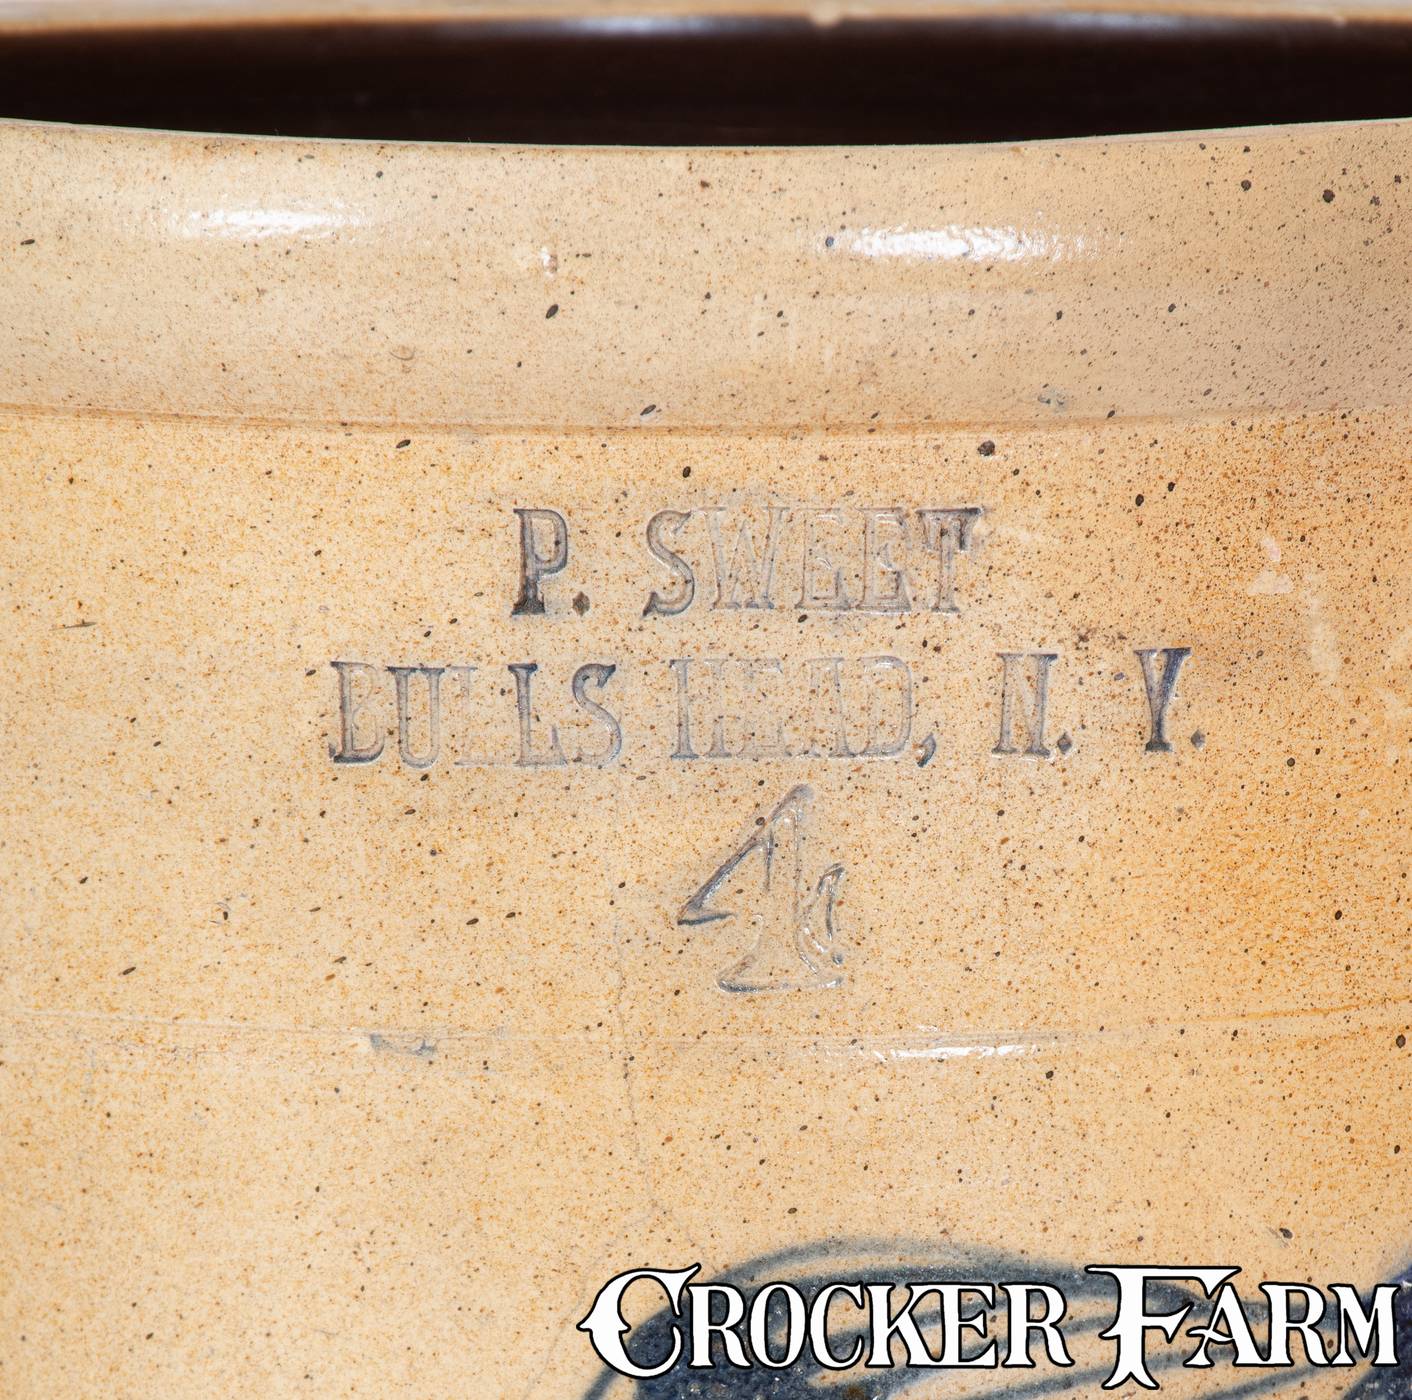 P. SWEET
BULLS HEAD, N. Y.
4
CROCKER FARM